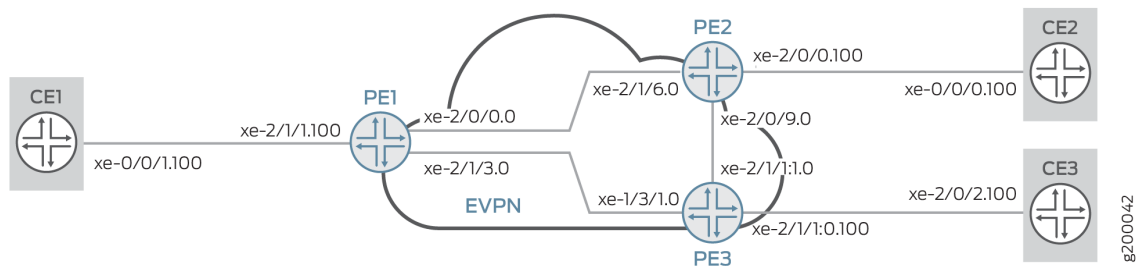 CE1
xe-0/0/1.100
xe-2/1/1.100
PE1
xe-2/0/0.0
xe-2/1/3.0
EVPN
xe-2/1/6.0
xe-1/3/1.0
PE2
xe-2/0/0.100
xe-2/0/9.0
xe-2/1/1:1.0
xe-2/1/1:0.100
PE3
CE2
xe-0/0/0.100
CE3
xe-2/0/2.100
g200042